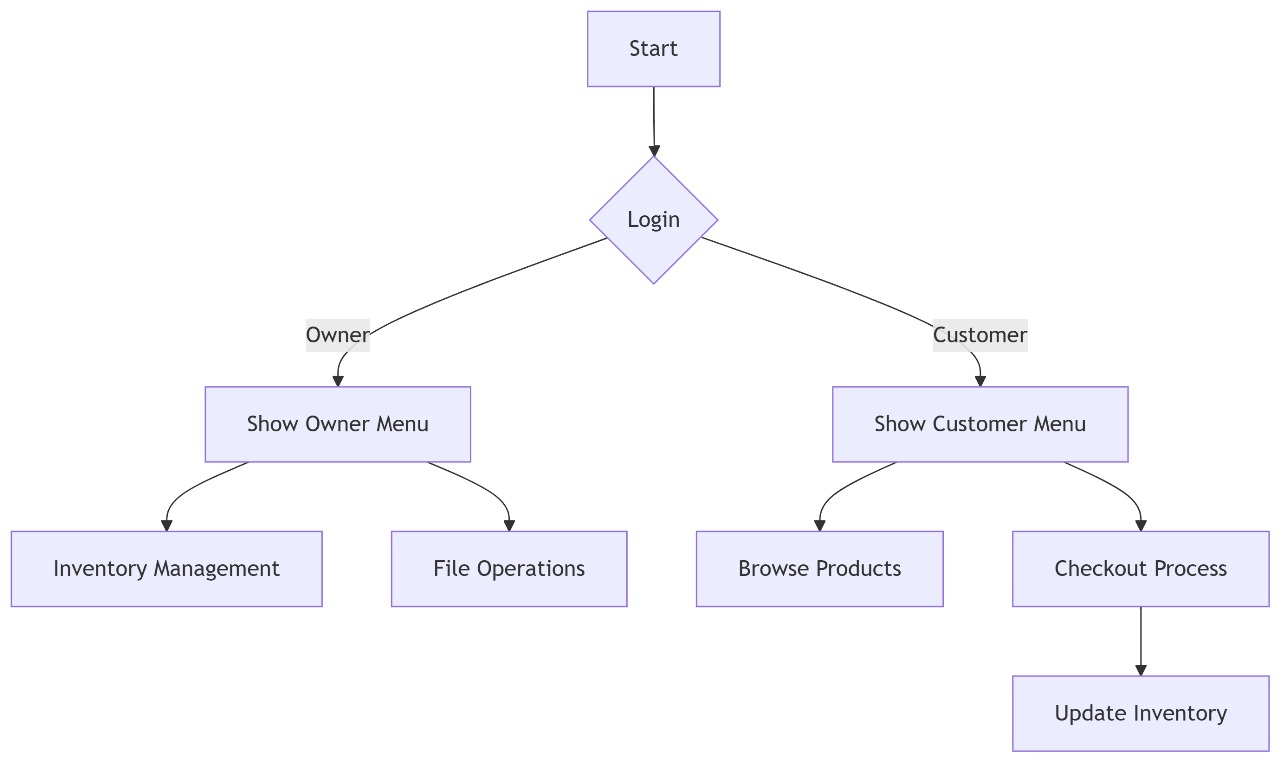 Start
Login
Owner
Customer
Show Owner Menu
Show Customer Menu
Inventory Management
File Operations
Browse Products
Checkout Process
Update Inventory